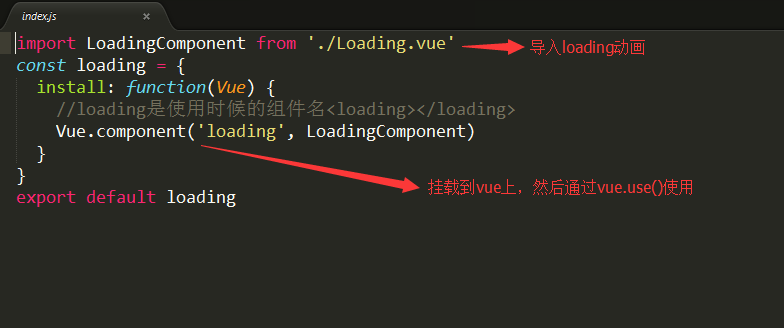 index.js ×
import LoadingComponent from './Loading.vue' 导入loading动画
const loading = {
install: function(Vue) {
//loading是使用时候的组件名<loading></loading>
Vue.component('loading', LoadingComponent)
}
}
挂载到vue上，然后通过vue.use()使用
export default loading